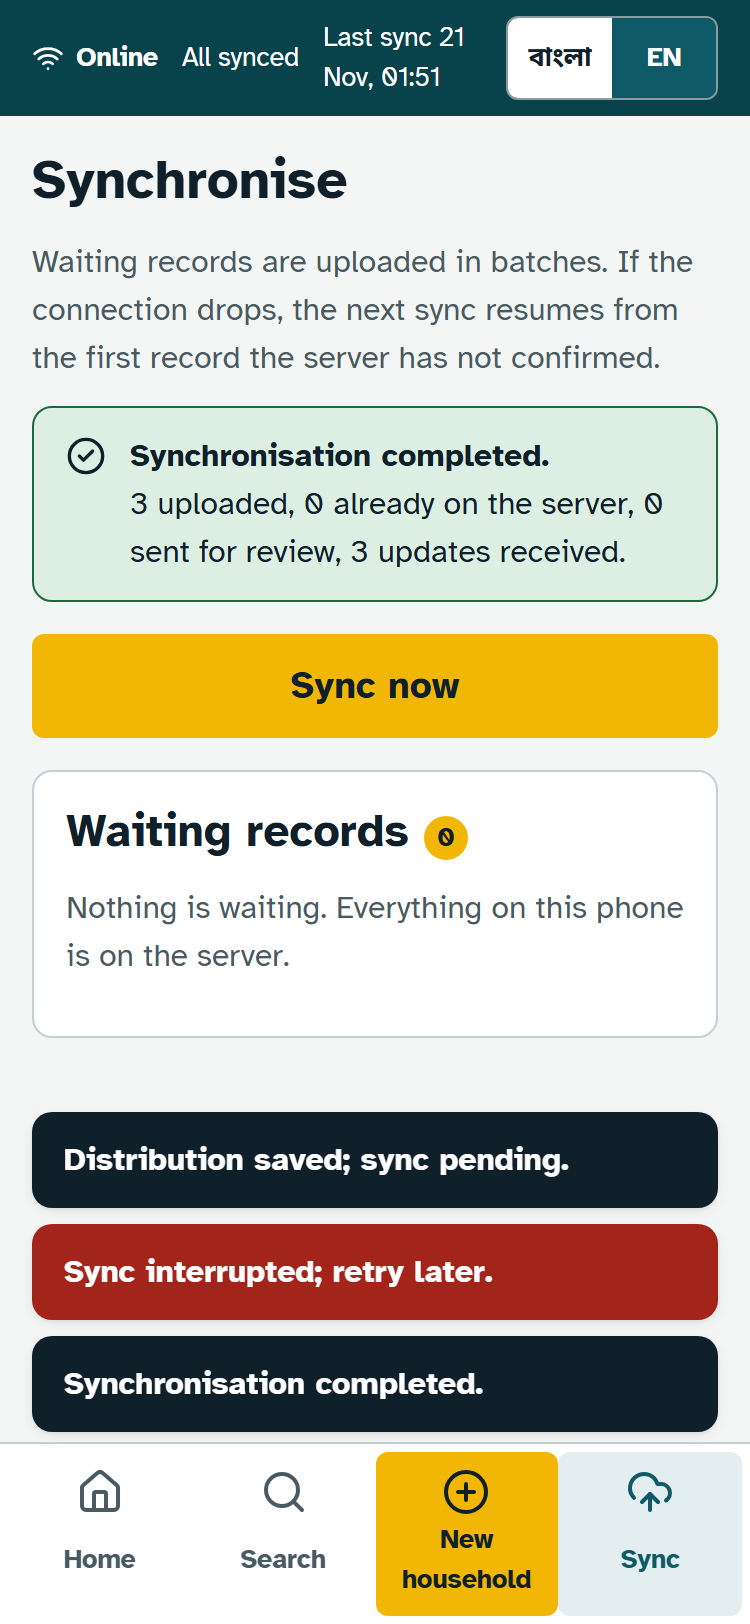 Online All synced Last sync 21
Nov, 01:51
বাংলা EN
Synchronise
Waiting records are uploaded in batches. If the
connection drops, the next sync resumes from
the first record the server has not confirmed.
Synchronisation completed.
3 uploaded, 0 already on the server, 0
sent for review, 3 updates received.
Sync now
Waiting records 0
Nothing is waiting. Everything on this phone
is on the server.
Distribution saved; sync pending.
Sync interrupted; retry later.
Synchronisation completed.
Home Search New
household Sync